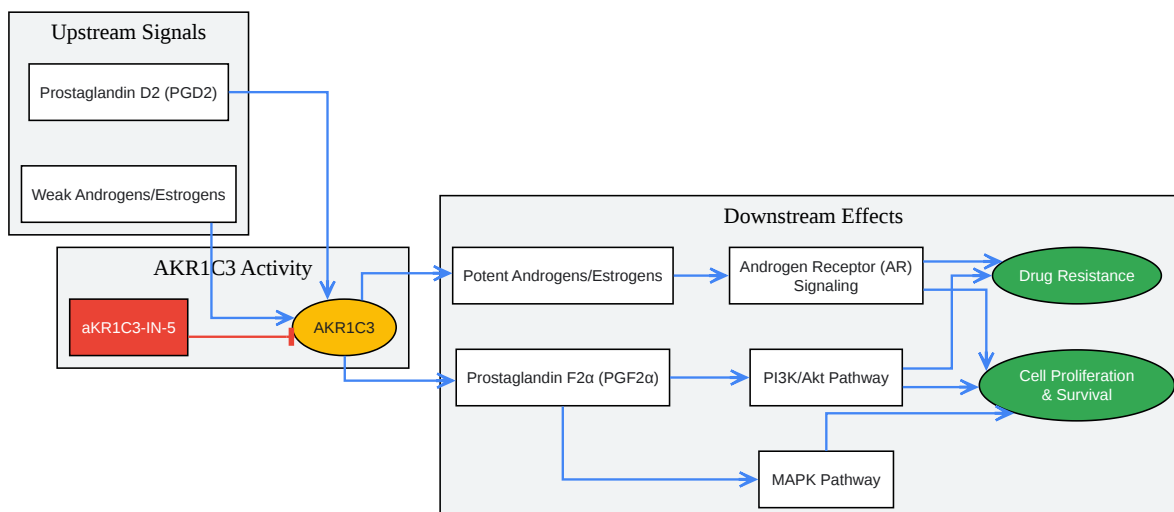 Upstream Signals
Prostaglandin D2 (PGD2)
Weak Androgens/Estrogens
AKR1C3 Activity
aKR1C3-IN-5
AKR1C3
Downstream Effects
Potent Androgens/Estrogens
Androgen Receptor (AR)
Signaling
Drug Resistance
Prostaglandin F2α (PGF2α)
PI3K/Akt Pathway
Cell Proliferation
& Survival
MAPK Pathway